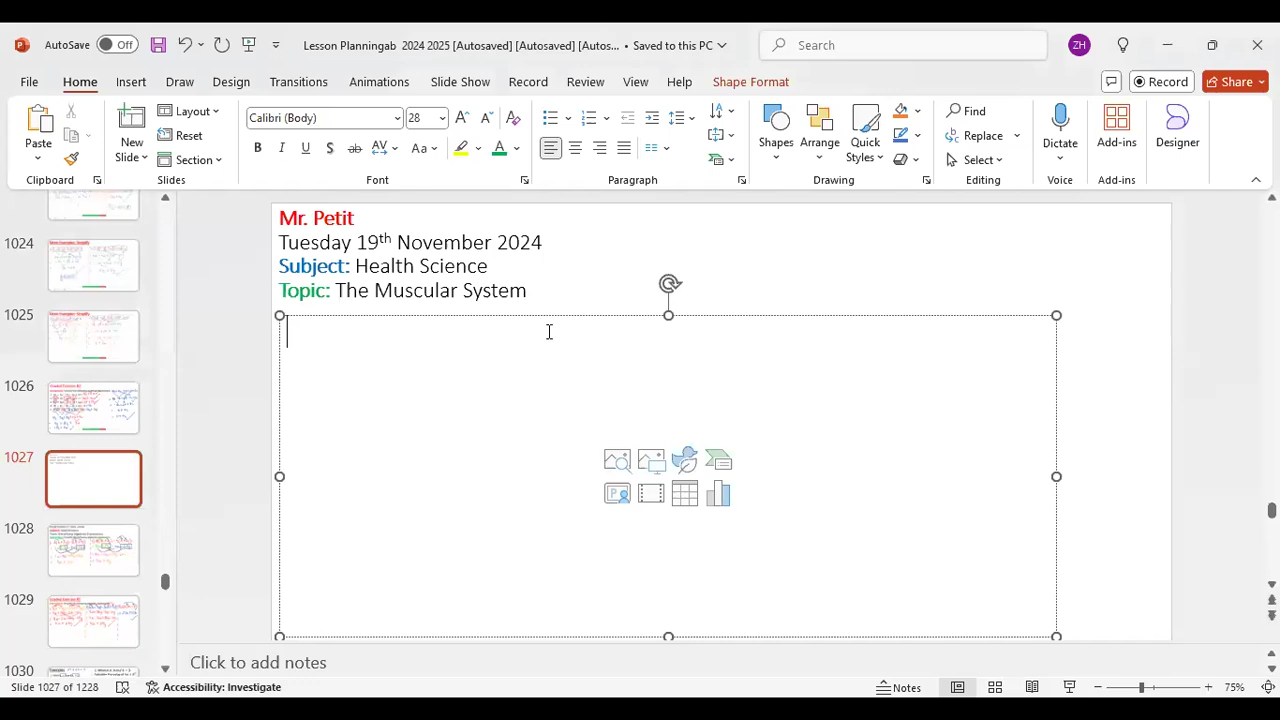 AutoSave Off Lesson Planningab 2024 2025 [Autosaved] [Autosaved] [Autos... • Saved to this PC Search ZH
File Home Insert Draw Design Transitions Animations Slide Show Record Review View Help Shape Format Record Share
Paste New Slide Layout Reset Section Calibri (Body) 28 Shapes Arrange Quick Styles Find Replace Select Dictate Add-ins Designer
Clipboard Slides Font Paragraph Drawing Editing Voice Add-ins
Mr. Petit
Tuesday 19th November 2024
Subject: Health Science
Topic: The Muscular System
1024
1025
1026
1027
1028
1029
1030
Click to add notes
Slide 1027 of 1228 Accessibility: Investigate Notes 75%